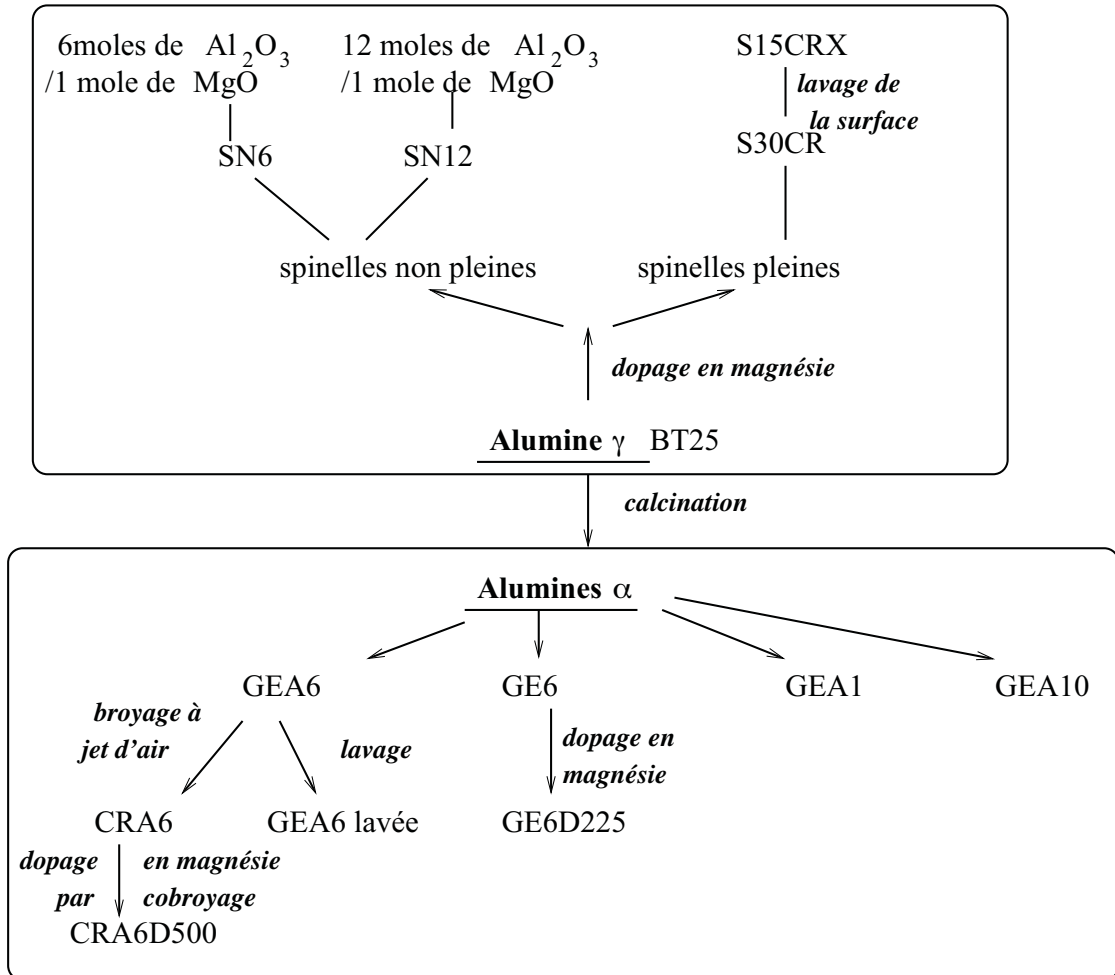 6moles de Al2O3
/1 mole de MgO
12 moles de Al2O3
/1 mole de MgO
S15CRX
lavage de
la surface
S30CR
SN6
SN12
spinelles non pleines
spinelles pleines
dopage en magnésie
Alumine γ BT25
calcination
Alumines α
GEA6
GE6
GEA1
GEA10
broyage à
jet d'air
lavage
dopage en
magnésie
CRA6
GEA6 lavée
GE6D225
dopage en magnésie
par cobroyage
CRA6D500